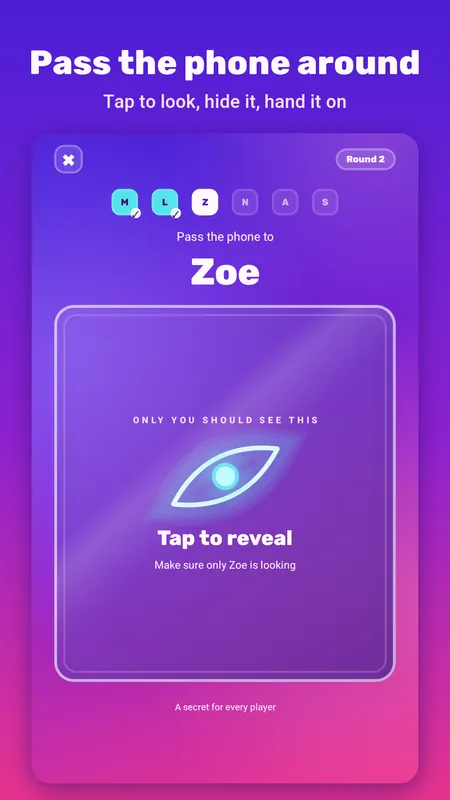 Pass the phone around
Tap to look, hide it, hand it on
Round 2
M L Z N A S
Pass the phone to
Zoe
ONLY YOU SHOULD SEE THIS
Tap to reveal
Make sure only Zoe is looking
A secret for every player